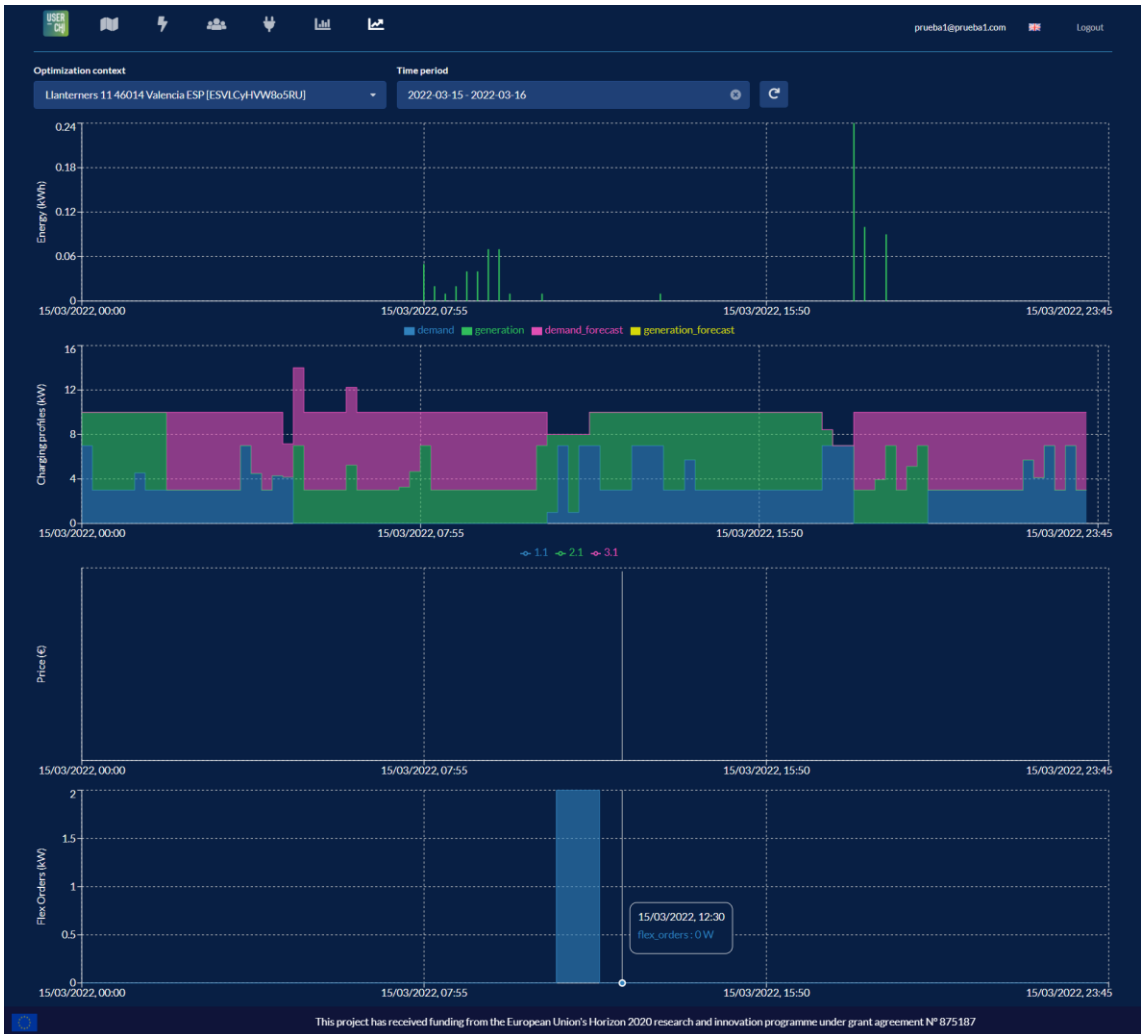 USER CHI
prueba1@prueba1.com Logout
Optimization context Time period
Llanterners 11 46014 Valencia ESP [ESVLCyHVW8o5RU] 2022-03-15 - 2022-03-16
Energy (kWh)
0.24
0.18
0.12
0.06
0
15/03/2022, 00:00 15/03/2022, 07:55 15/03/2022, 15:50 15/03/2022, 23:45
demand generation demand_forecast generation_forecast
Charging profiles (kW)
16
12
8
4
0
15/03/2022, 00:00 15/03/2022, 07:55 15/03/2022, 15:50 15/03/2022, 23:45
1.1 2.1 3.1
Price (€)
15/03/2022, 00:00 15/03/2022, 07:55 15/03/2022, 15:50 15/03/2022, 23:45
Flex Orders (kW)
2
1.5
1
0.5
0
15/03/2022, 12:30
flex_orders : 0 W
15/03/2022, 00:00 15/03/2022, 07:55 15/03/2022, 15:50 15/03/2022, 23:45
This project has received funding from the European Union's Horizon 2020 research and innovation programme under grant agreement Nº 875187